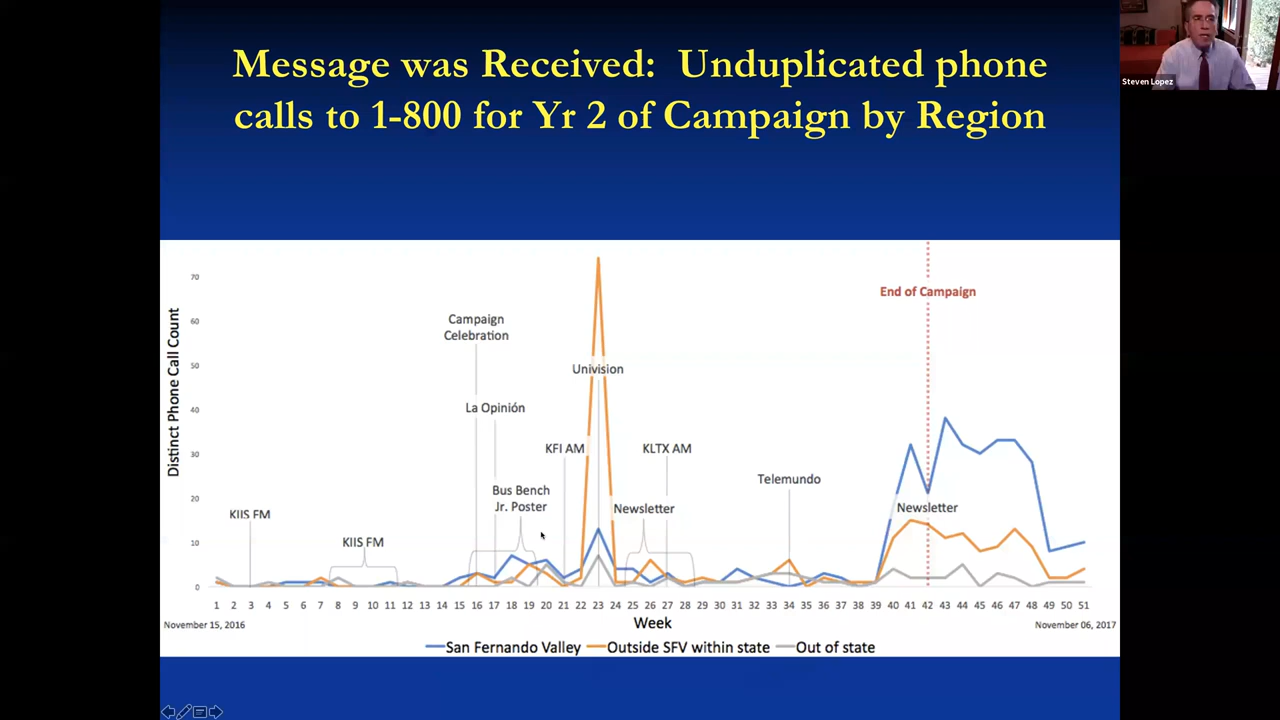 Message was Received:  Unduplicated phone
calls to 1-800 for Yr 2 of Campaign by Region
Steven Lopez
Distinct Phone Call Count
70
60
50
40
30
20
10
0
KIIS FM
KIIS FM
Campaign
Celebration
La Opinión
Bus Bench
Jr. Poster
KFI AM
Univision
Newsletter
KLTX AM
Telemundo
End of Campaign
Newsletter
1 2 3 4 5 6 7 8 9 10 11 12 13 14 15 16 17 18 19 20 21 22 23 24 25 26 27 28 29 30 31 32 33 34 35 36 37 38 39 40 41 42 43 44 45 46 47 48 49 50 51
November 15, 2016
Week
November 06, 2017
San Fernando Valley
Outside SFV within state
Out of state